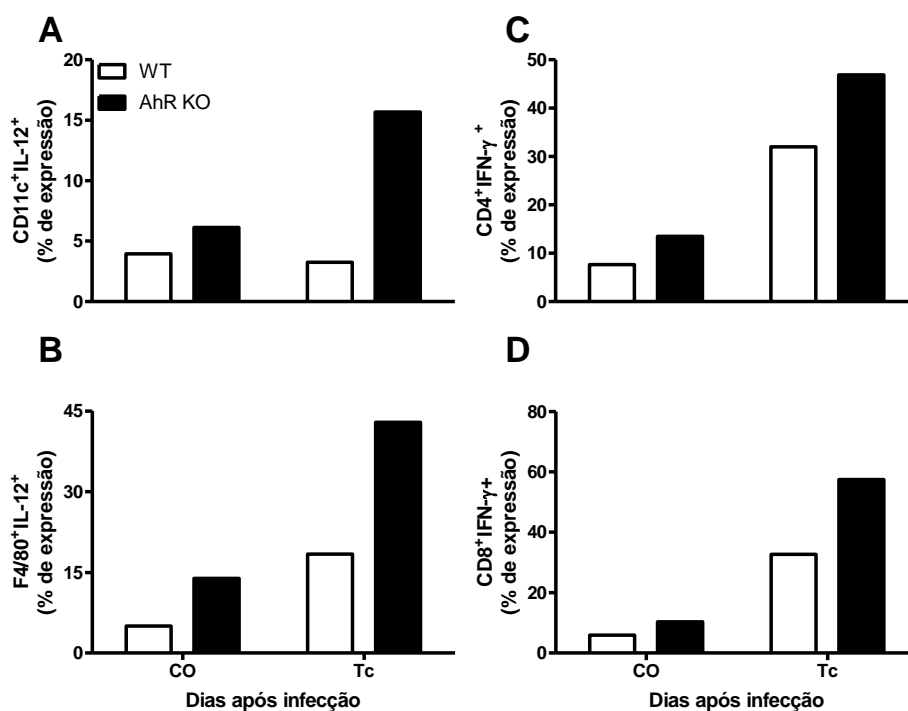 A
CD11c⁺IL-12⁺
(% de expressão)
20
15
10
5
0
WT
AhR KO
C
CD4⁺IFN-γ ⁺
(% de expressão)
50
40
30
20
10
0
B
F4/80⁺IL-12⁺
(% de expressão)
45
30
15
0
CO
Tc
Dias após infecção
D
CD8⁺IFN-γ+
(% de expressão)
80
60
40
20
0
CO
Tc
Dias após infecção